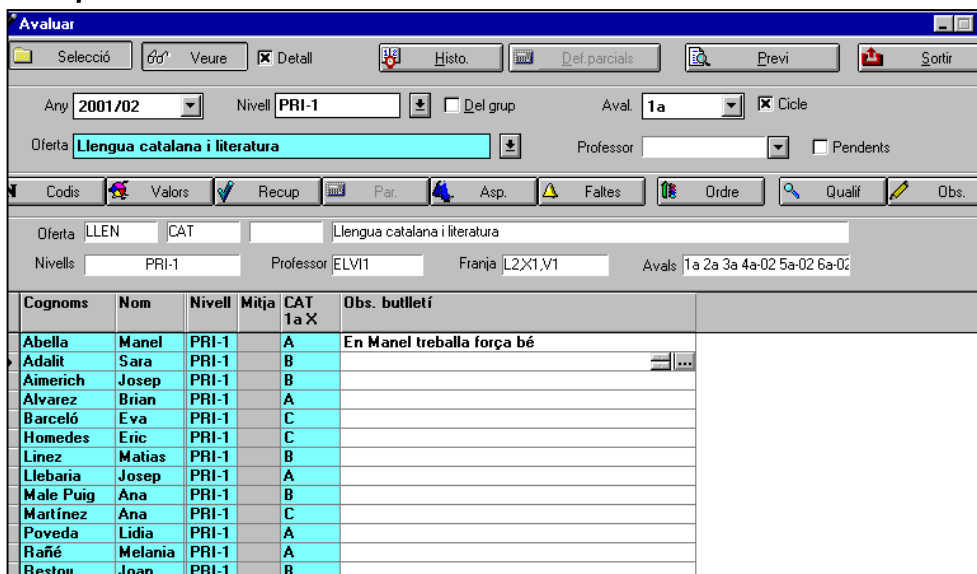 Avaluar
Selecció Veure Detall Histo. Def.parcials Previ Sortir
Any 2001/02 Nivell PRI-1 Del grup Aval. 1a Cicle
Oferta Llengua catalana i literatura Professor Pendents
Codis Valors Recup Par. Asp. Faltes Ordre Qualif Obs.
Oferta LLEN CAT Llengua catalana i literatura
Nivells PRI-1 Professor ELVI1 Franja L2,X1,V1 Avals 1a 2a 3a 4a-02 5a-02 6a-02
Cognoms Nom Nivell Mitja CAT Obs. butlletí
1a X
Abella Manel PRI-1 A En Manel treballa força bé
Adalit Sara PRI-1 B ...
Aimerich Josep PRI-1 B
Alvarez Brian PRI-1 A
Barceló Eva PRI-1 C
Homedes Eric PRI-1 C
Linez Matias PRI-1 B
Llebaria Josep PRI-1 A
Male Puig Ana PRI-1 B
Martínez Ana PRI-1 C
Poveda Lidia PRI-1 A
Rañé Melania PRI-1 A
Restou Joan PRI-1 B